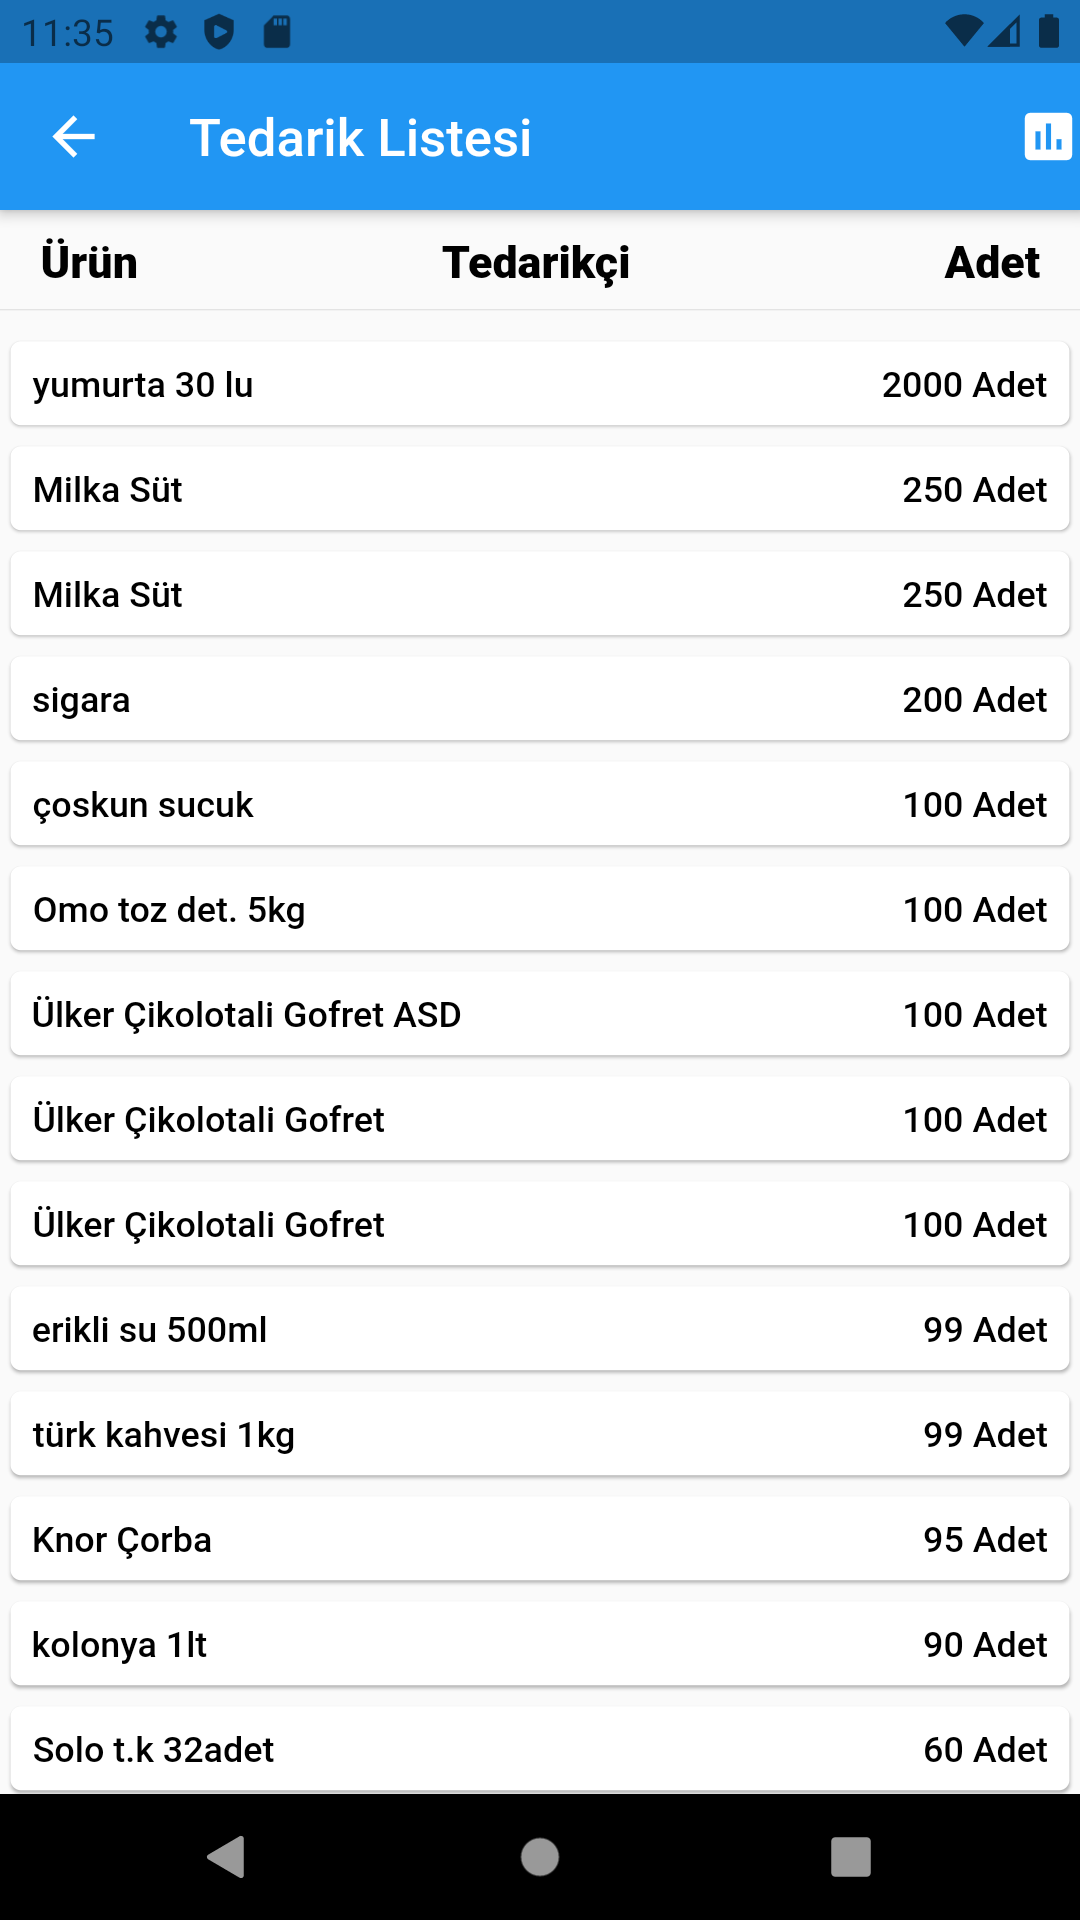 11:35
Tedarik Listesi
Ürün Tedarikçi Adet
yumurta 30 lu 2000 Adet
Milka Süt 250 Adet
Milka Süt 250 Adet
sigara 200 Adet
çoskun sucuk 100 Adet
Omo toz det. 5kg 100 Adet
Ülker Çikolotali Gofret ASD 100 Adet
Ülker Çikolotali Gofret 100 Adet
Ülker Çikolotali Gofret 100 Adet
erikli su 500ml 99 Adet
türk kahvesi 1kg 99 Adet
Knor Çorba 95 Adet
kolonya 1lt 90 Adet
Solo t.k 32adet 60 Adet